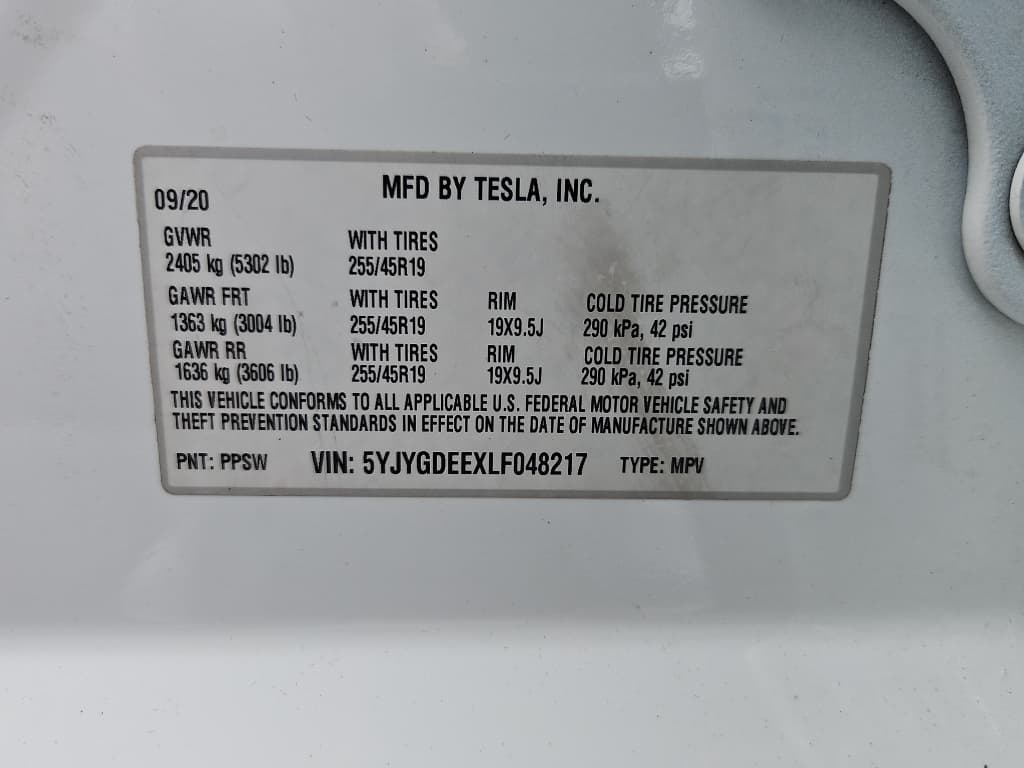 MFD BY TESLA, INC.
09/20
GVWR WITH TIRES
2405 kg (5302 lb) 255/45R19
GAWR FRT WITH TIRES RIM COLD TIRE PRESSURE
1363 kg (3004 lb) 255/45R19 19X9.5J 290 kPa, 42 psi
GAWR RR WITH TIRES RIM COLD TIRE PRESSURE
1636 kg (3606 lb) 255/45R19 19X9.5J 290 kPa, 42 psi
THIS VEHICLE CONFORMS TO ALL APPLICABLE U.S. FEDERAL MOTOR VEHICLE SAFETY AND
THEFT PREVENTION STANDARDS IN EFFECT ON THE DATE OF MANUFACTURE SHOWN ABOVE.
PNT: PPSW VIN: 5YJYGDEEXLF048217 TYPE: MPV